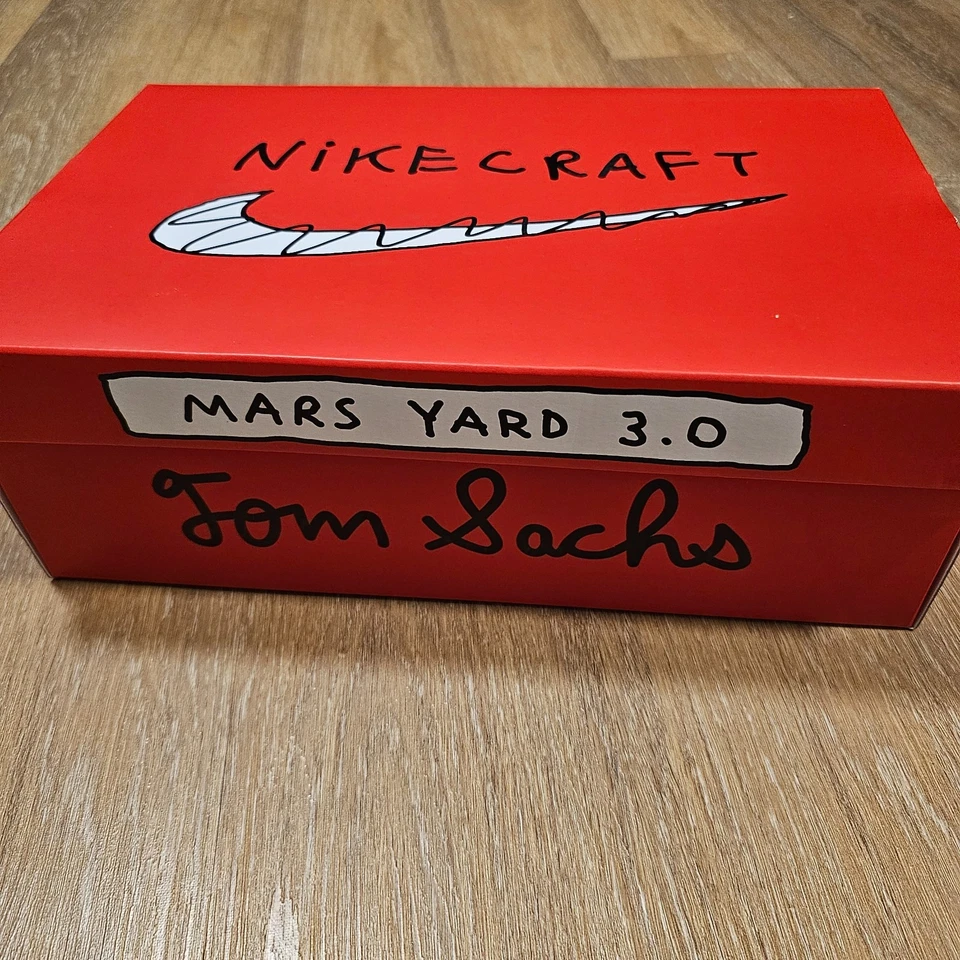 NiKECRAFT
MARS YARD 3.0
Tom Sachs